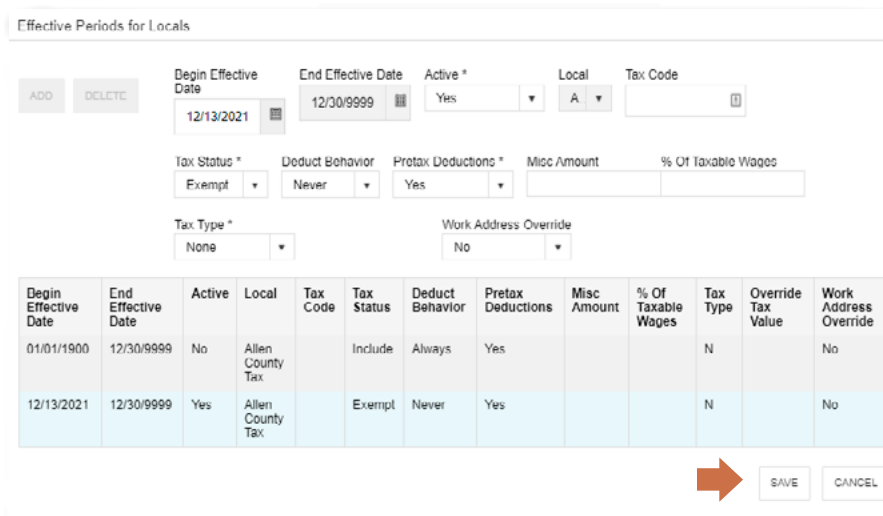 Effective Periods for Locals
ADD DELETE
Begin Effective Date
12/13/2021
End Effective Date
12/30/9999
Active *
Yes
Local
A
Tax Code
Tax Status *
Exempt
Deduct Behavior
Never
Pretax Deductions *
Yes
Misc Amount
% Of Taxable Wages
Tax Type *
None
Work Address Override
No
Begin Effective Date End Effective Date Active Local Tax Code Tax Status Deduct Behavior Pretax Deductions Misc Amount % Of Taxable Wages Tax Type Override Tax Value Work Address Override
01/01/1900 12/30/9999 No Allen County Tax Include Always Yes N No
12/13/2021 12/30/9999 Yes Allen County Tax Exempt Never Yes N No
SAVE CANCEL